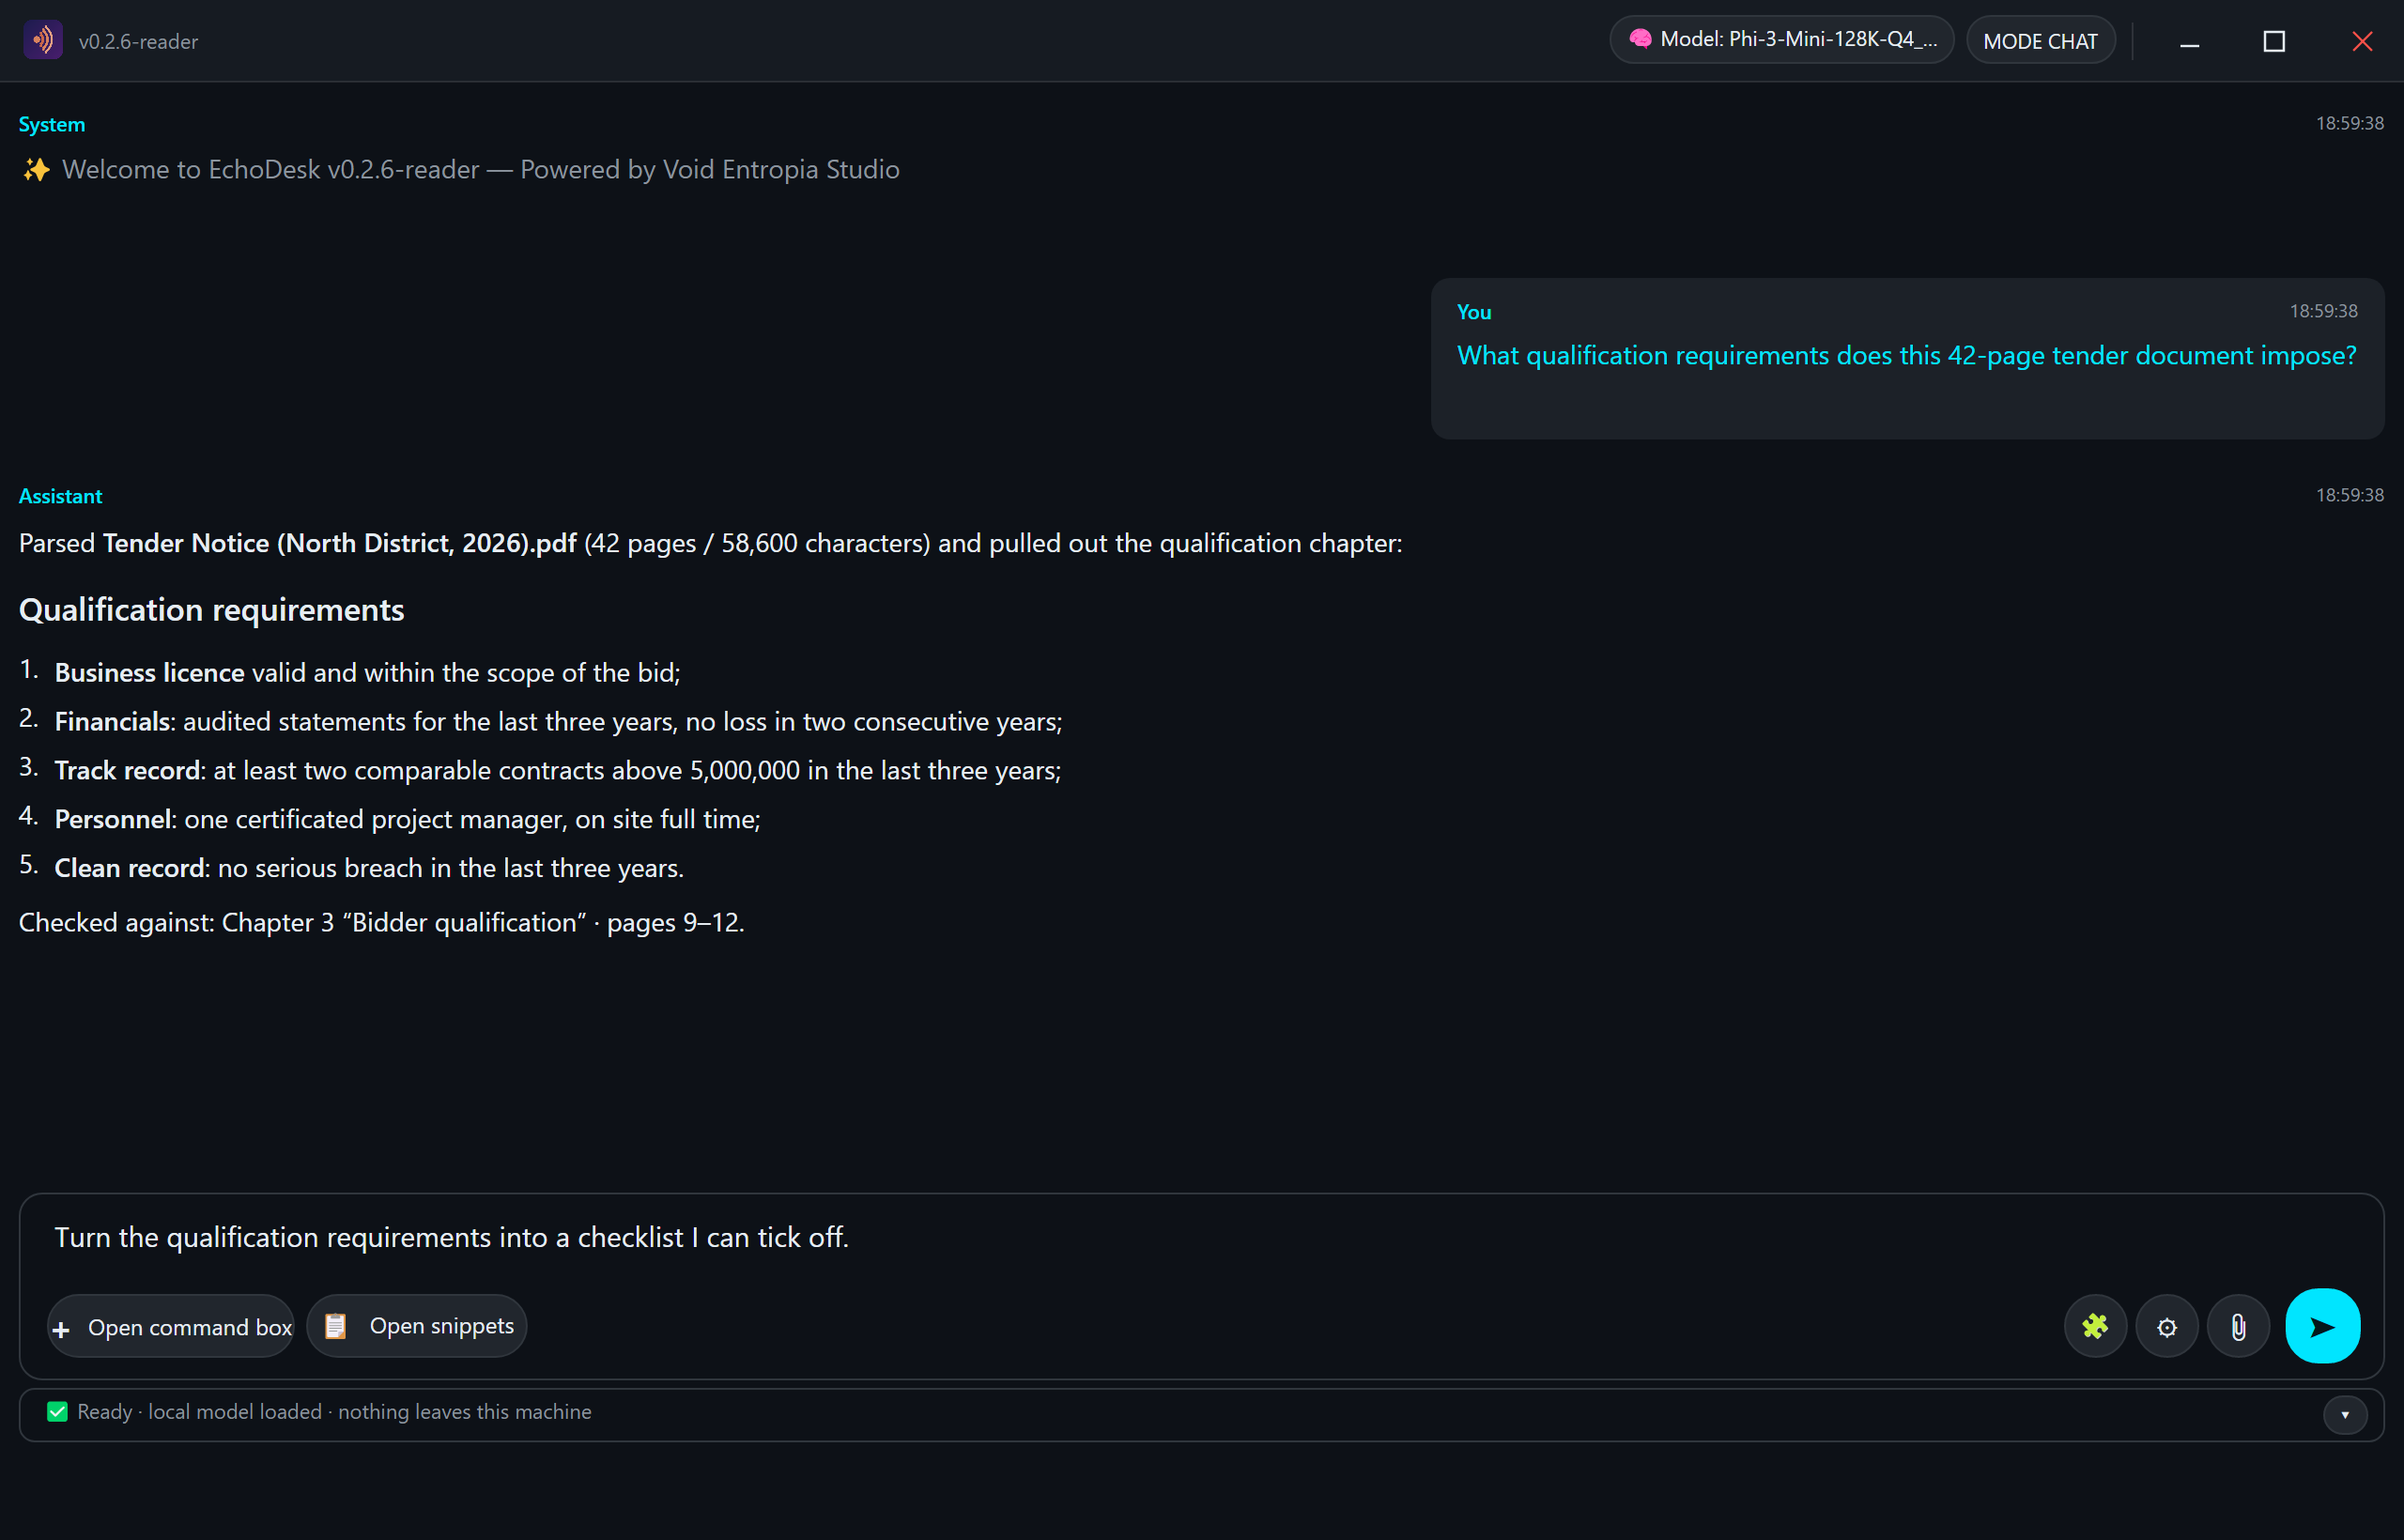 v0.2.6-reader
Model: Phi-3-Mini-128K-Q4_...
MODE CHAT
System
18:59:38
✨ Welcome to EchoDesk v0.2.6-reader — Powered by Void Entropia Studio
You
18:59:38
What qualification requirements does this 42-page tender document impose?
Assistant
18:59:38
Parsed Tender Notice (North District, 2026).pdf (42 pages / 58,600 characters) and pulled out the qualification chapter:
Qualification requirements
1. Business licence valid and within the scope of the bid;
2. Financials: audited statements for the last three years, no loss in two consecutive years;
3. Track record: at least two comparable contracts above 5,000,000 in the last three years;
4. Personnel: one certificated project manager, on site full time;
5. Clean record: no serious breach in the last three years.
Checked against: Chapter 3 “Bidder qualification” · pages 9–12.
Turn the qualification requirements into a checklist I can tick off.
+ Open command box
Open snippets
Ready · local model loaded · nothing leaves this machine